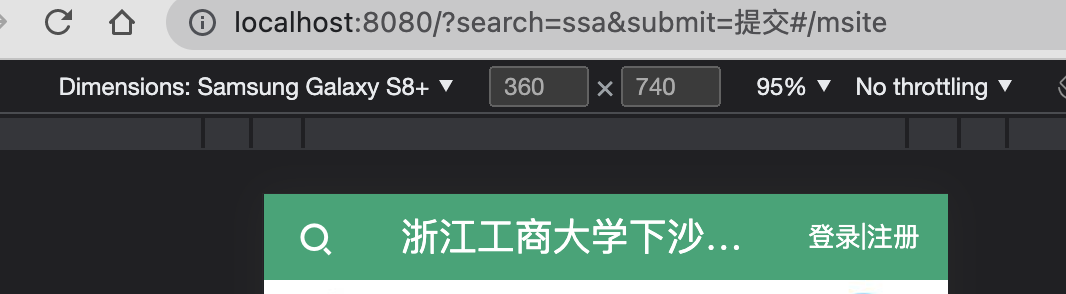 localhost:8080/?search=ssa&submit=提交#/msite
Dimensions: Samsung Galaxy S8+ ▼ 360 × 740 95% ▼ No throttling ▼
浙江工商大学下沙... 登录|注册